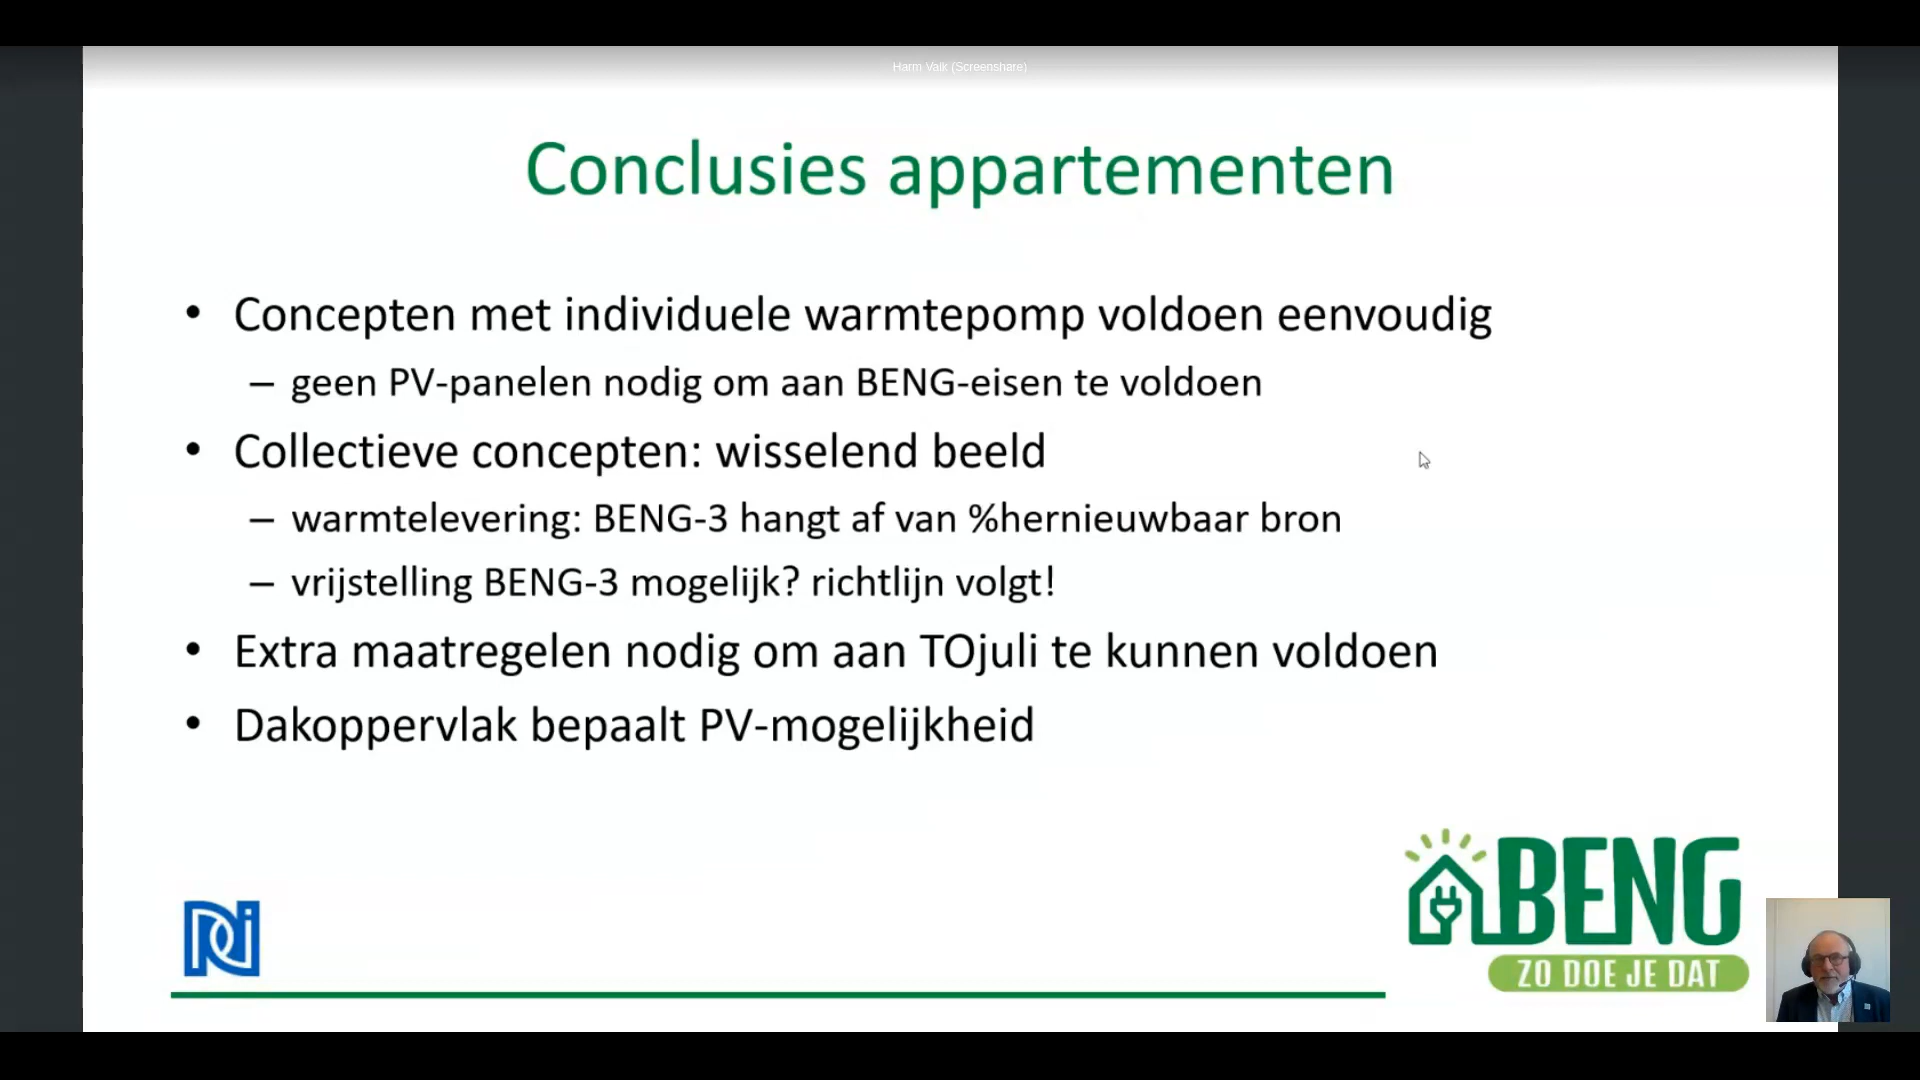 Harm Valk (Screenshare)
Conclusies appartementen
• Concepten met individuele warmtepomp voldoen eenvoudig
– geen PV-panelen nodig om aan BENG-eisen te voldoen
• Collectieve concepten: wisselend beeld
– warmtelevering: BENG-3 hangt af van %hernieuwbaar bron
– vrijstelling BENG-3 mogelijk? richtlijn volgt!
• Extra maatregelen nodig om aan TOjuli te kunnen voldoen
• Dakoppervlak bepaalt PV-mogelijkheid
BENG
ZO DOE JE DAT